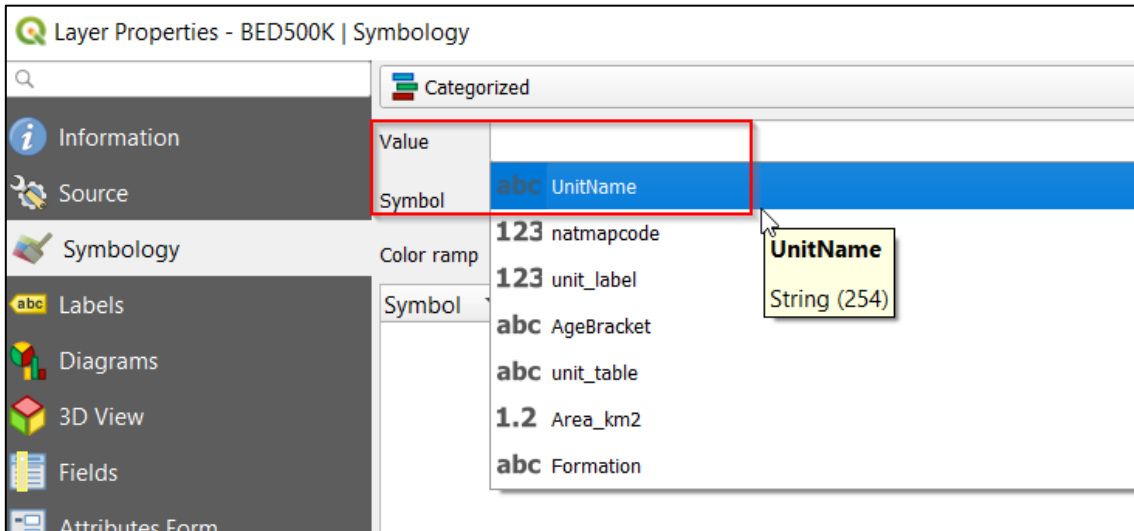 Layer Properties - BED500K | Symbology
Categorized
Information
Value
Source
abc UnitName
Symbol
Symbology
123 natmapcode
UnitName
Color ramp
123 unit_label
String (254)
abc Labels
Symbol
abc AgeBracket
Diagrams
abc unit_table
3D View
1.2 Area_km2
Fields
abc Formation
Attributes Form